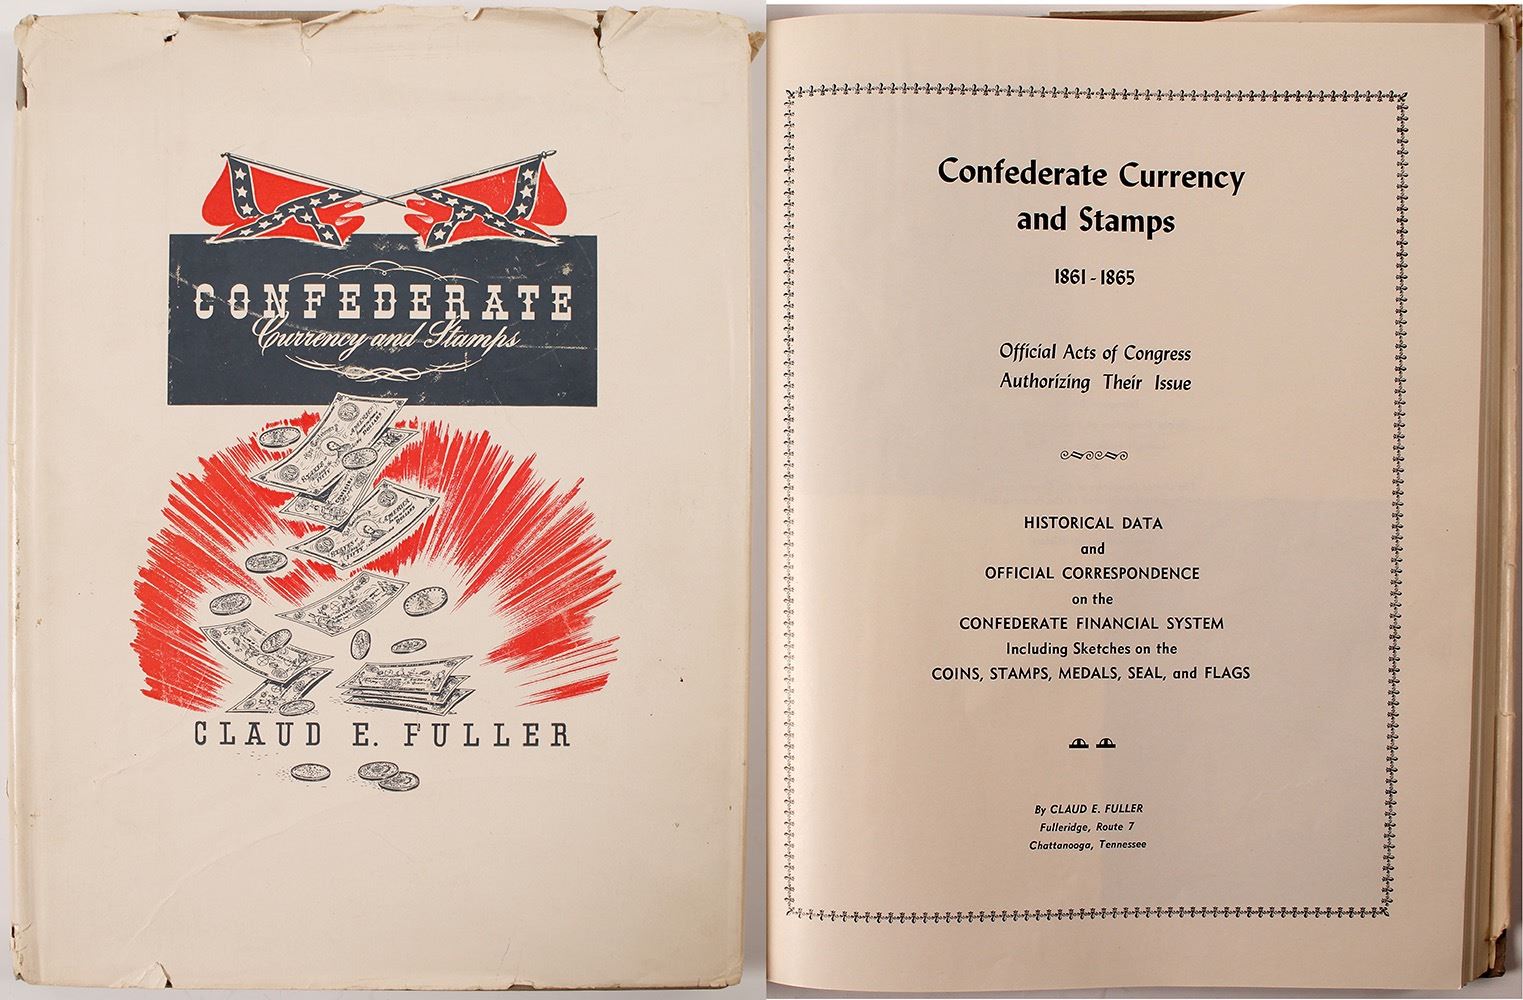 CONFEDERATE
Currency and Stamps
CLAUD E. FULLER
Confederate Currency
and Stamps
1861 - 1865
Official Acts of Congress
Authorizing Their Issue
HISTORICAL DATA
and
OFFICIAL CORRESPONDENCE
on the
CONFEDERATE FINANCIAL SYSTEM
Including Sketches on the
COINS, STAMPS, MEDALS, SEAL, and FLAGS
By CLAUD E. FULLER
Fulleridge, Route 7
Chattanooga, Tennessee